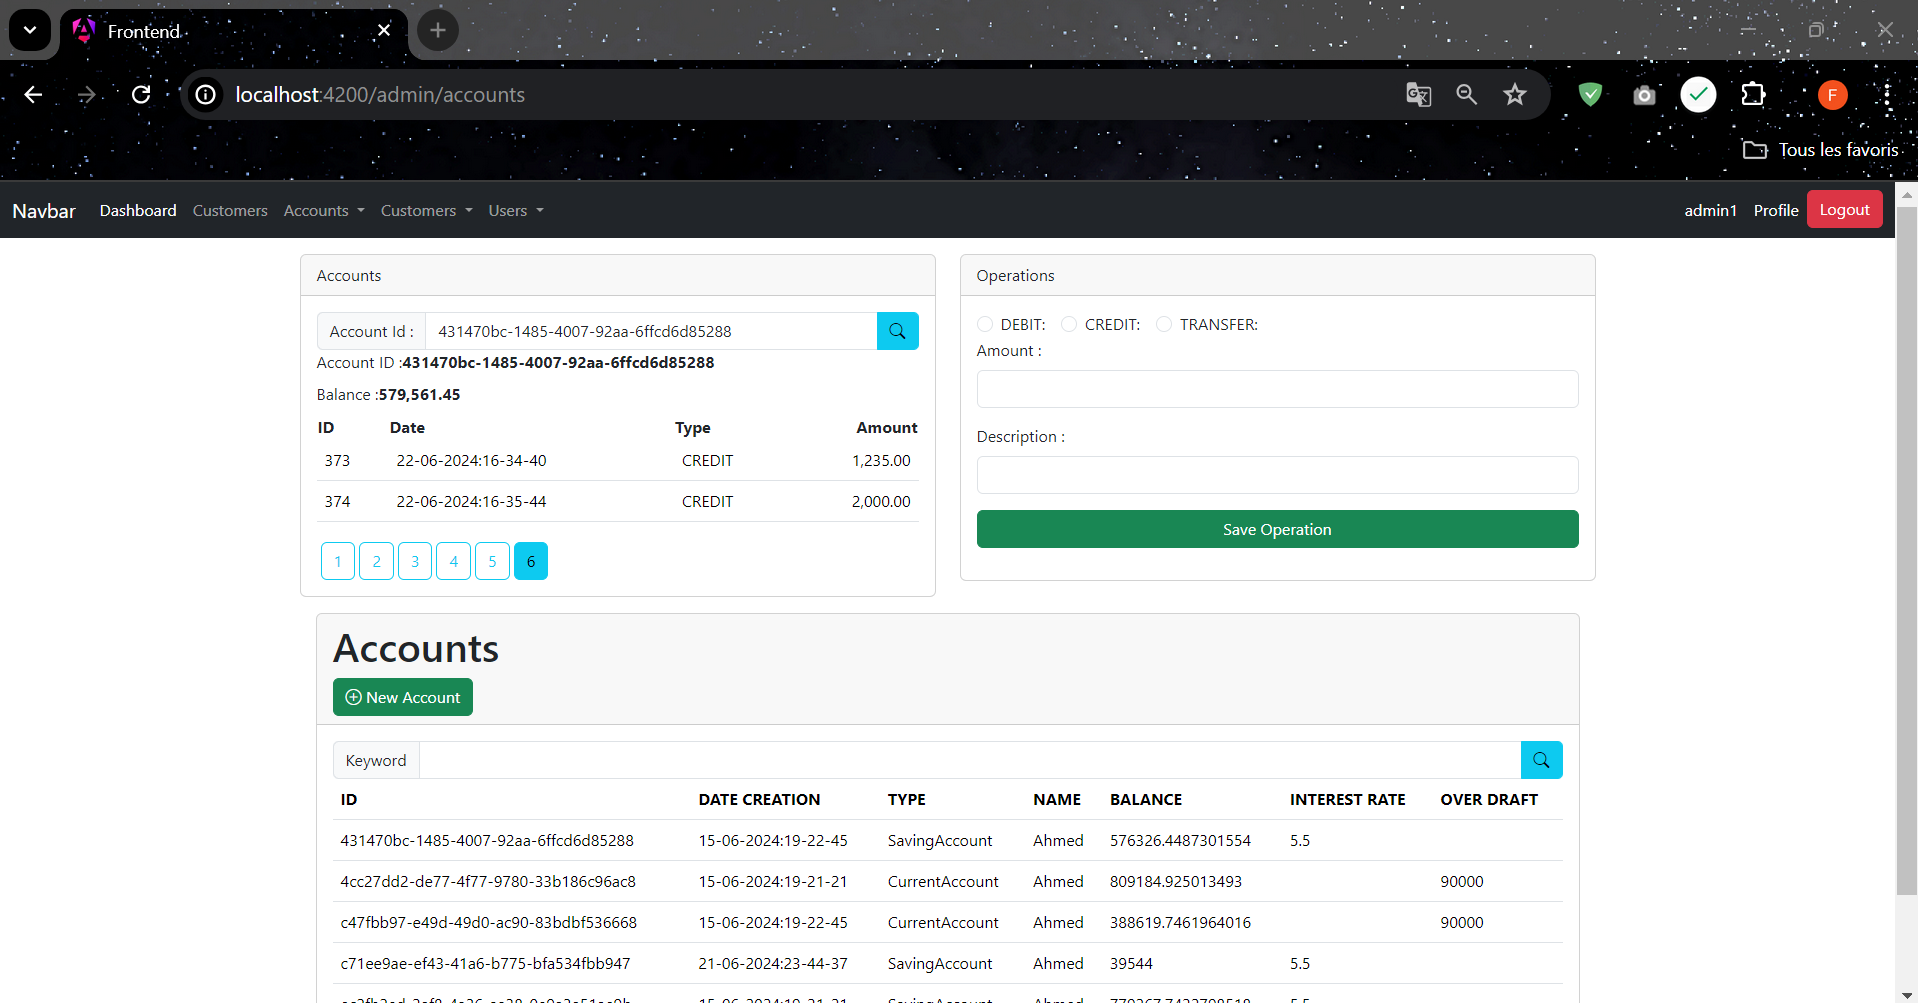 Frontend
localhost:4200/admin/accounts
F
Tous les favoris
Navbar Dashboard Customers Accounts Customers Users admin1 Profile Logout
Accounts
Account Id : 431470bc-1485-4007-92aa-6ffcd6d85288
Account ID :431470bc-1485-4007-92aa-6ffcd6d85288
Balance :579,561.45
ID Date Type Amount
373 22-06-2024:16-34-40 CREDIT 1,235.00
374 22-06-2024:16-35-44 CREDIT 2,000.00
1 2 3 4 5 6
Operations
DEBIT: CREDIT: TRANSFER:
Amount :
Description :
Save Operation
Accounts
New Account
Keyword
ID DATE CREATION TYPE NAME BALANCE INTEREST RATE OVER DRAFT
431470bc-1485-4007-92aa-6ffcd6d85288 15-06-2024:19-22-45 SavingAccount Ahmed 576326.4487301554 5.5
4cc27dd2-de77-4f77-9780-33b186c96ac8 15-06-2024:19-21-21 CurrentAccount Ahmed 809184.925013493 90000
c47fbb97-e49d-49d0-ac90-83bdbf536668 15-06-2024:19-22-45 CurrentAccount Ahmed 388619.7461964016 90000
c71ee9ae-ef43-41a6-b775-bfa534fbb947 21-06-2024:23-44-37 SavingAccount Ahmed 39544 5.5